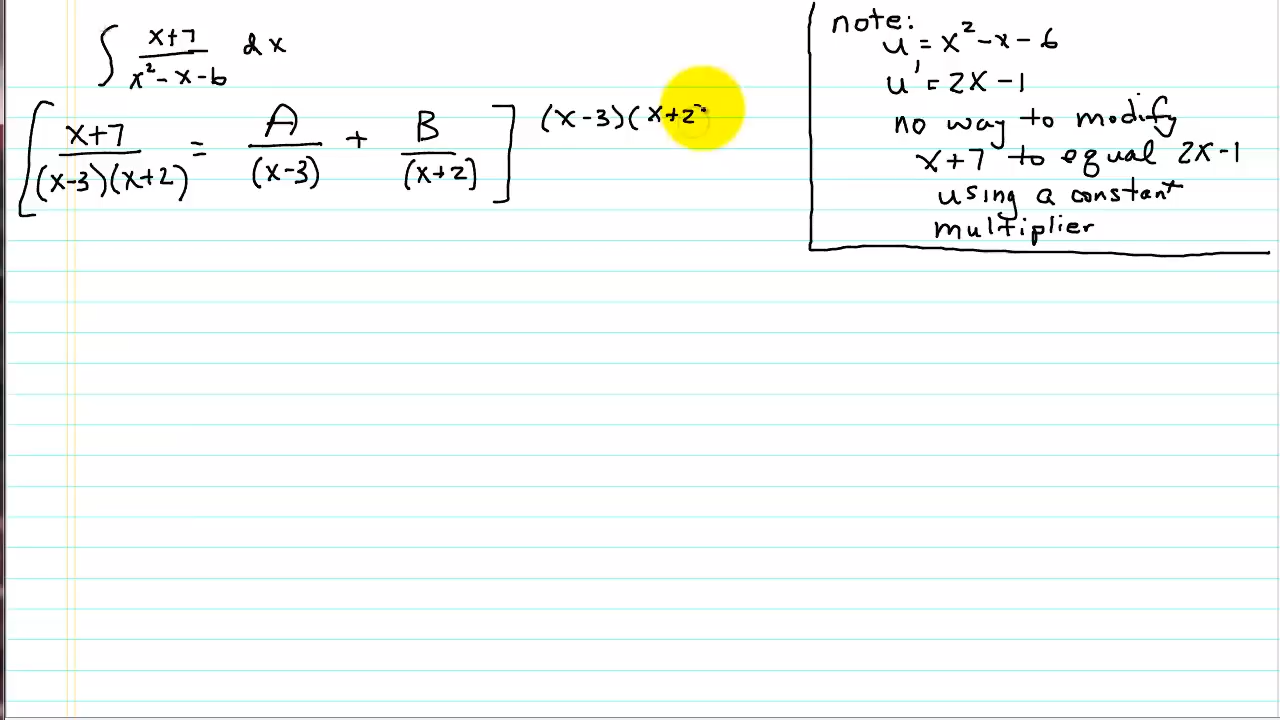 ∫ x+7 / x² - x - 6 dx
[ x+7 / (x-3)(x+2) = A / (x-3) + B / (x+2) ] (x-3)(x+2
note:
u = x² - x - 6
u' = 2x - 1
no way to modify
x+7 to equal 2x-1
using a constant
multiplier